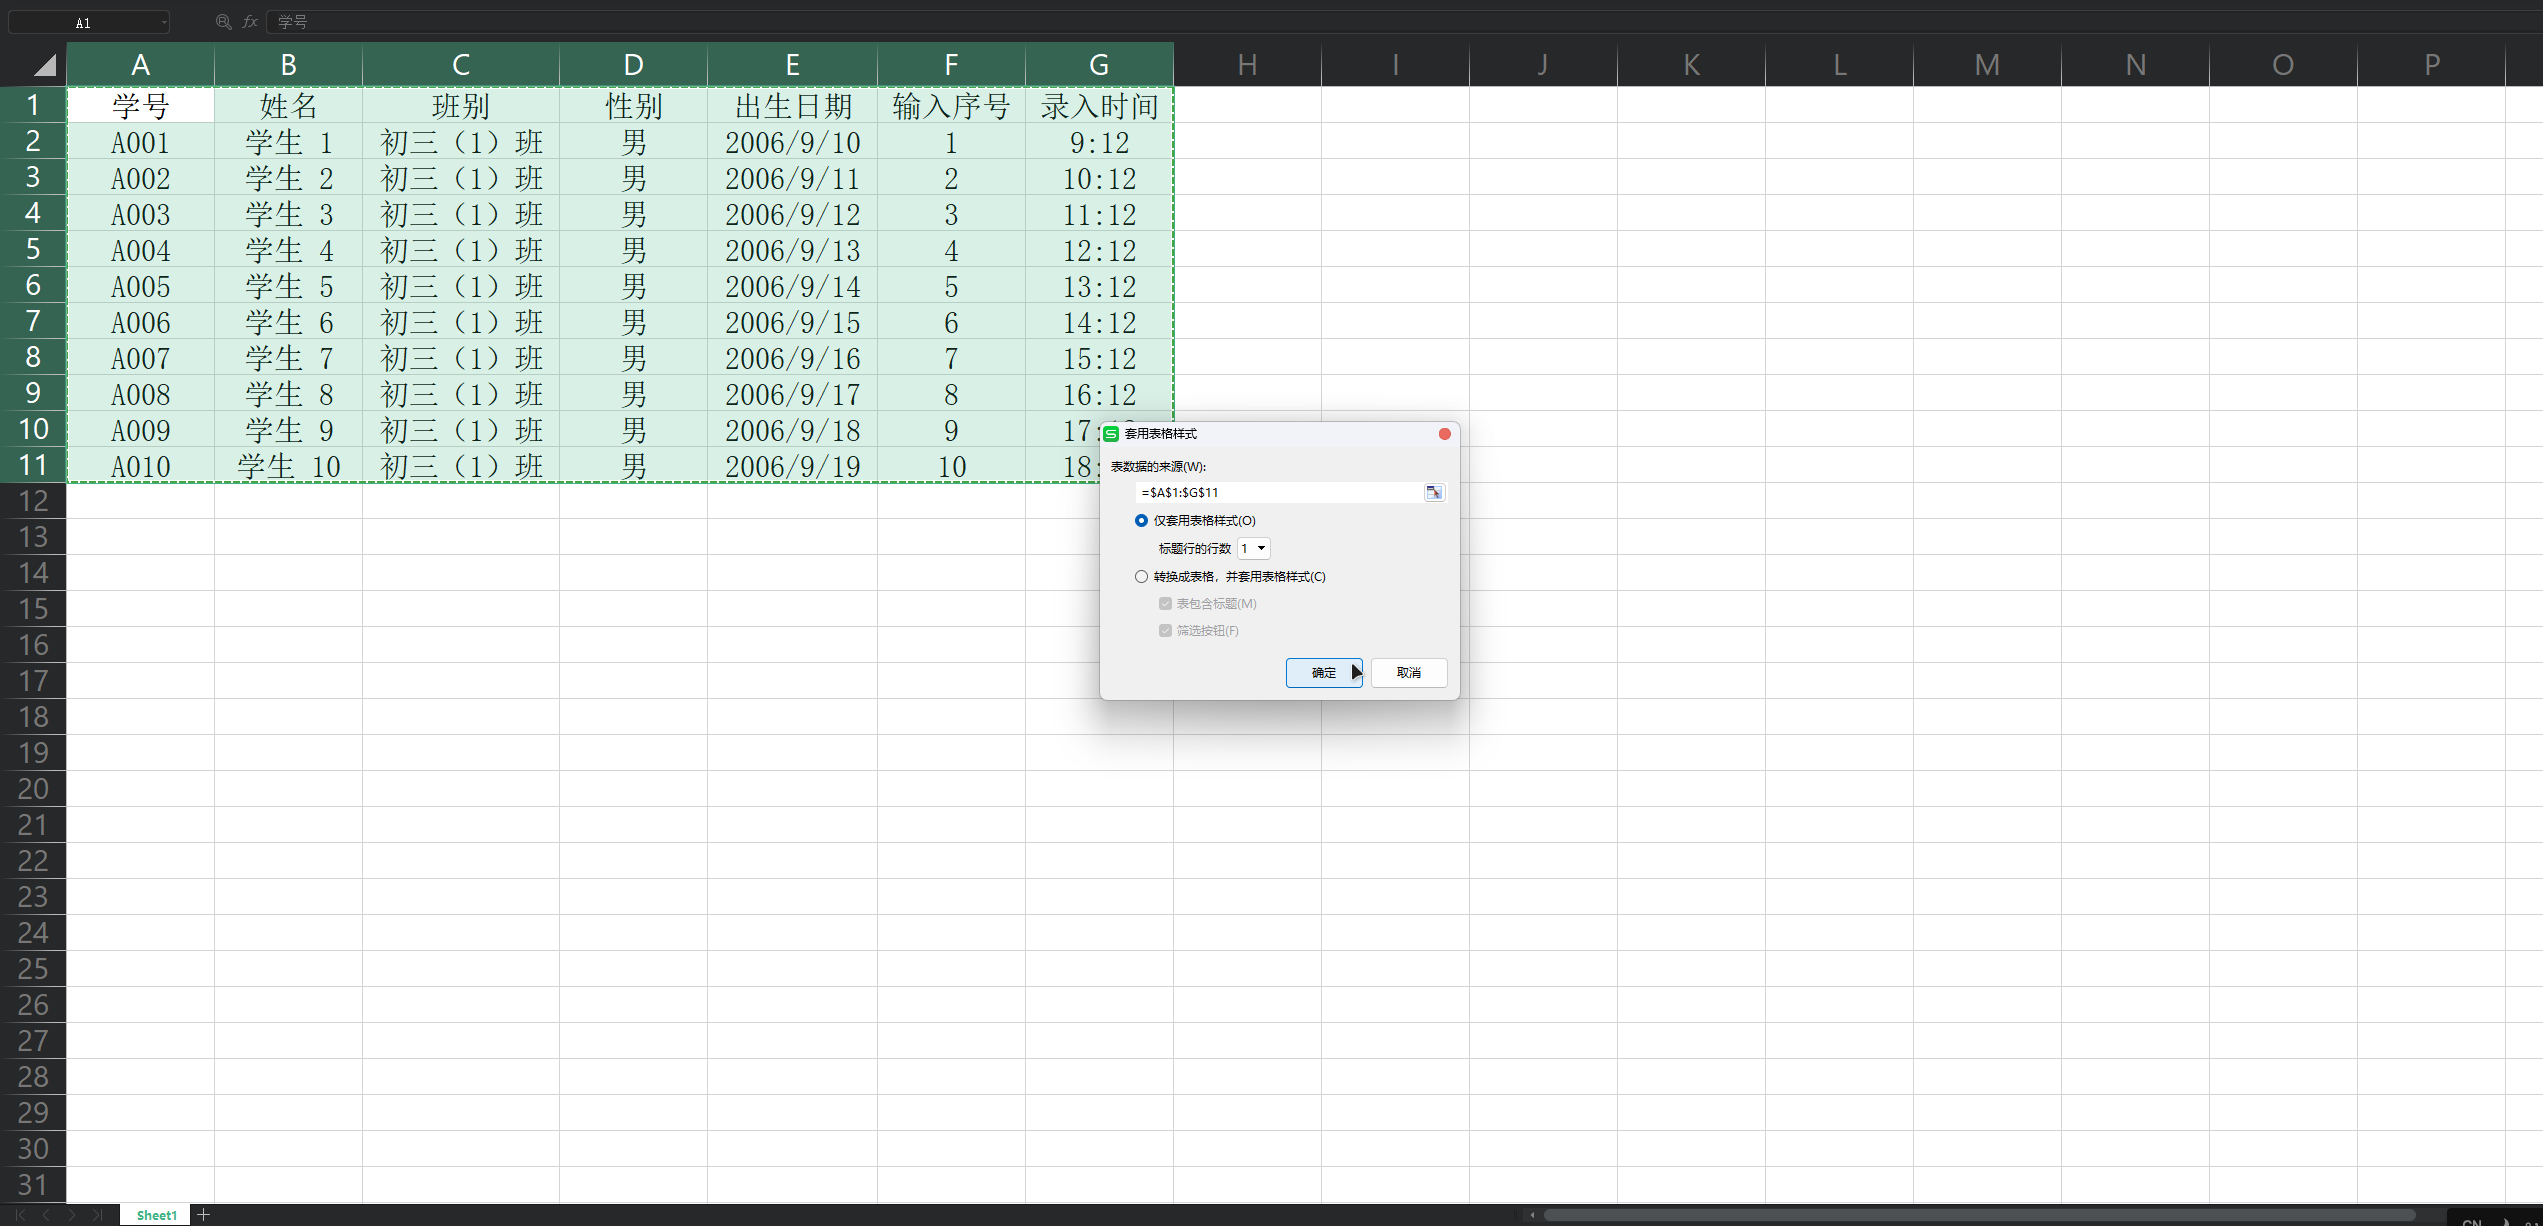 A1 fx 学号
A B C D E F G H I J K L M N O P
1 学号 姓名 班别 性别 出生日期 输入序号 录入时间
2 A001 学生 1 初三（1）班 男 2006/9/10 1 9:12
3 A002 学生 2 初三（1）班 男 2006/9/11 2 10:12
4 A003 学生 3 初三（1）班 男 2006/9/12 3 11:12
5 A004 学生 4 初三（1）班 男 2006/9/13 4 12:12
6 A005 学生 5 初三（1）班 男 2006/9/14 5 13:12
7 A006 学生 6 初三（1）班 男 2006/9/15 6 14:12
8 A007 学生 7 初三（1）班 男 2006/9/16 7 15:12
9 A008 学生 8 初三（1）班 男 2006/9/17 8 16:12
10 A009 学生 9 初三（1）班 男 2006/9/18 9 17:
11 A010 学生 10 初三（1）班 男 2006/9/19 10 18:
套用表格样式
表数据的来源(W):
=$A$1:$G$11
仅套用表格样式(O)
标题行的行数 1
转换成表格，并套用表格样式(C)
表包含标题(M)
筛选按钮(F)
确定 取消
12
13
14
15
16
17
18
19
20
21
22
23
24
25
26
27
28
29
30
31
Sheet1